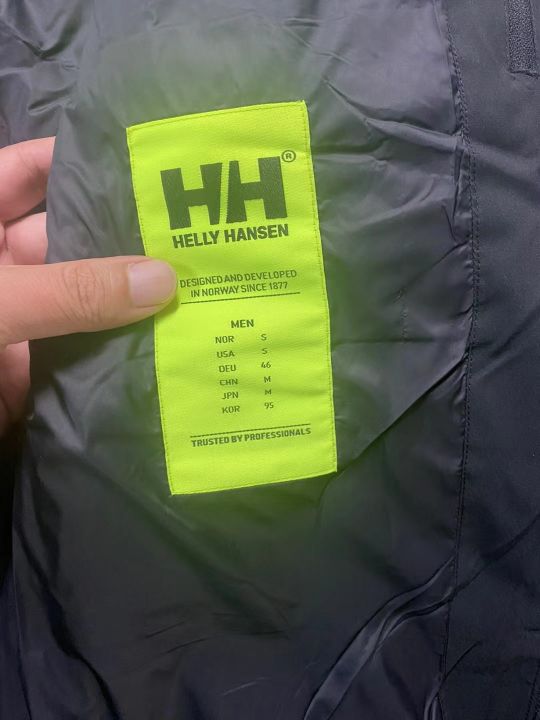 HH®
HELLY HANSEN
DESIGNED AND DEVELOPED
IN NORWAY SINCE 1877
MEN
NOR S
USA S
DEU 46
CHN M
JPN M
KOR 95
TRUSTED BY PROFESSIONALS